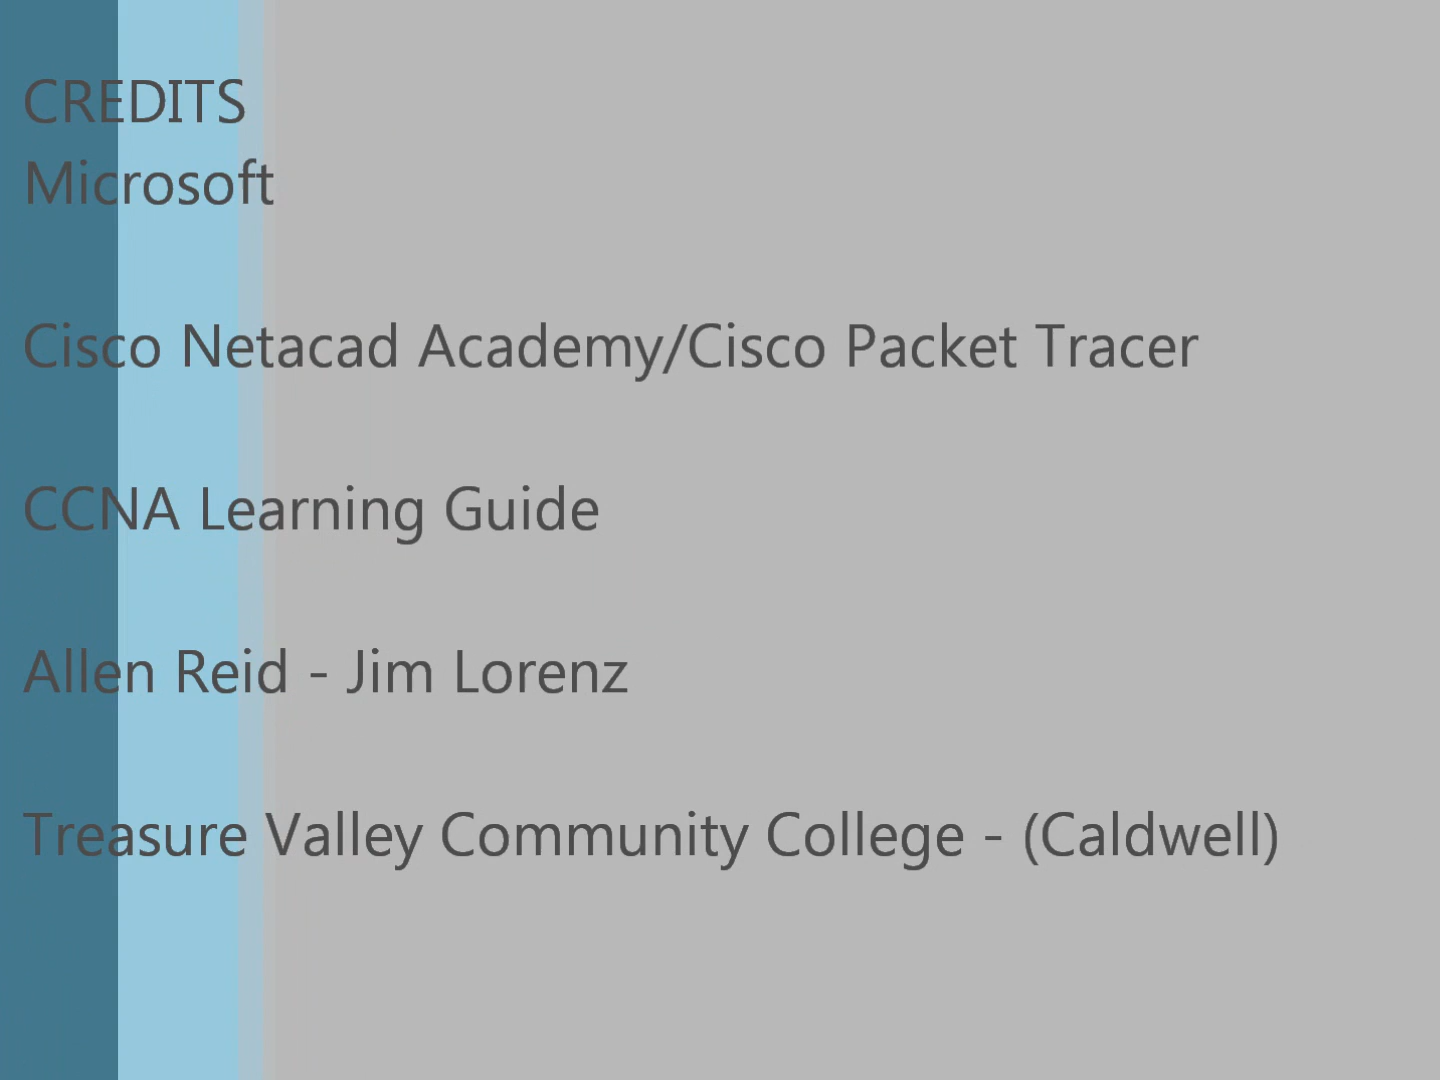 CREDITS
Microsoft
Cisco Netacad Academy/Cisco Packet Tracer
CCNA Learning Guide
Allen Reid - Jim Lorenz
Treasure Valley Community College - (Caldwell)